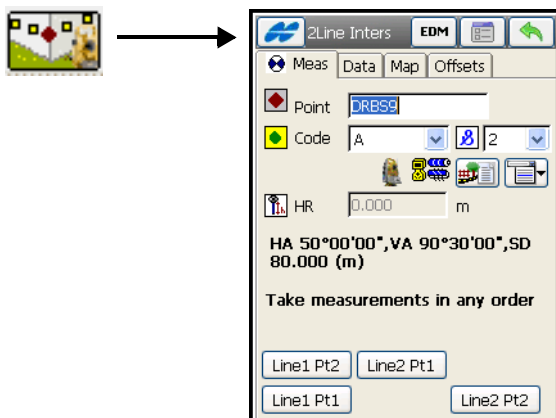 2Line Inters EDM
Meas Data Map Offsets
Point DRBS9
Code A 2
HR 0.000 m
HA 50°00'00",VA 90°30'00",SD
80.000 (m)
Take measurements in any order
Line1 Pt2 Line2 Pt1
Line1 Pt1 Line2 Pt2